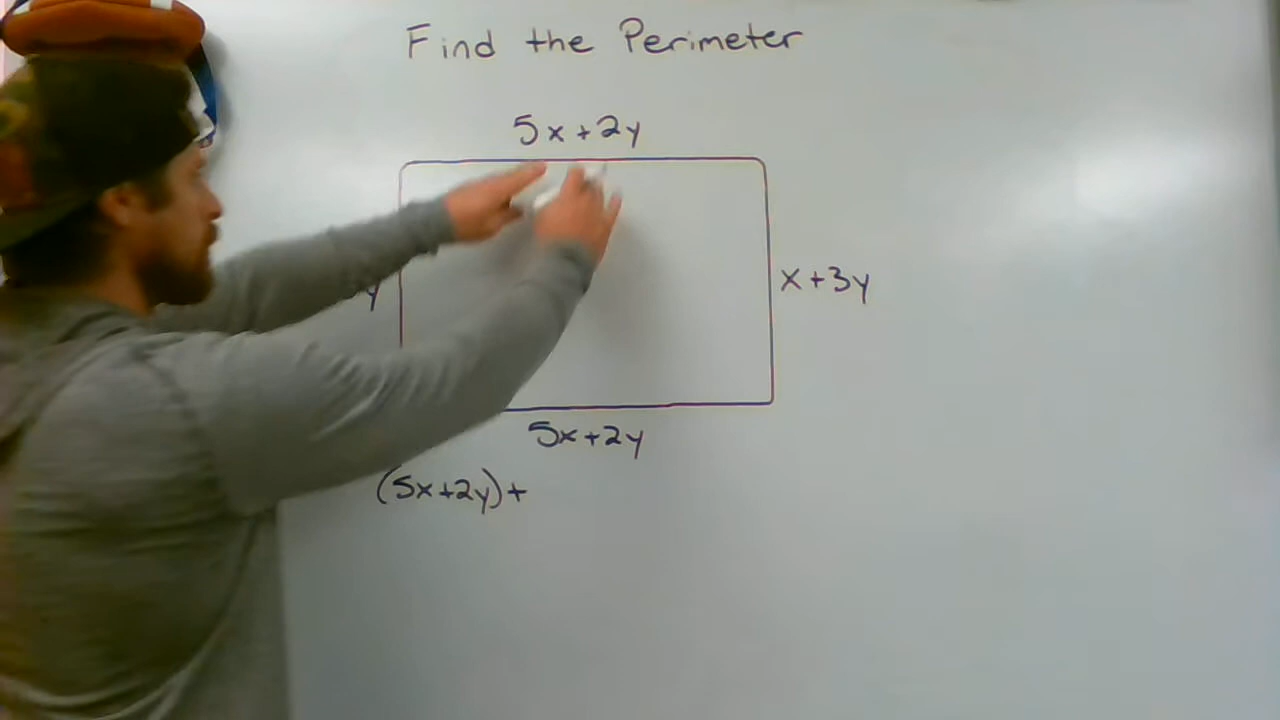 Find the Perimeter
5x+2y
y
x+3y
5x+2y
(5x+2y)+